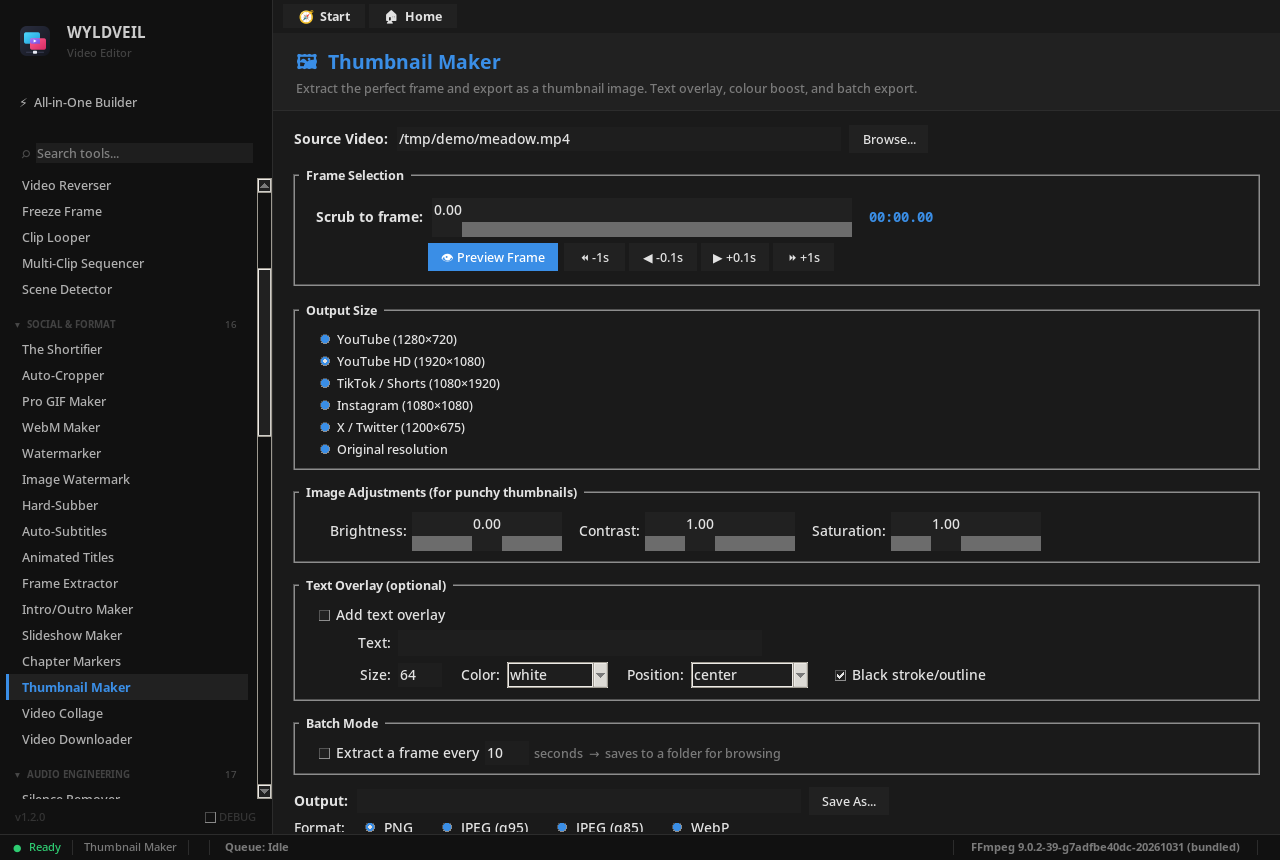 WYLDVEIL
Video Editor
⚡ All-in-One Builder
Search tools...
Video Reverser
Freeze Frame
Clip Looper
Multi-Clip Sequencer
Scene Detector
▾ SOCIAL & FORMAT 16
The Shortifier
Auto-Cropper
Pro GIF Maker
WebM Maker
Watermarker
Image Watermark
Hard-Subber
Auto-Subtitles
Animated Titles
Frame Extractor
Intro/Outro Maker
Slideshow Maker
Chapter Markers
Thumbnail Maker
Video Collage
Video Downloader
▾ AUDIO ENGINEERING 17
Silence Remover
v1.2.0 DEBUG
🧭 Start 🏠 Home
🖼 Thumbnail Maker
Extract the perfect frame and export as a thumbnail image. Text overlay, colour boost, and batch export.
Source Video: /tmp/demo/meadow.mp4 Browse...
Frame Selection
Scrub to frame: 0.00 00:00.00
👁 Preview Frame ⏪ -1s ◀ -0.1s ▶ +0.1s ⏩ +1s
Output Size
YouTube (1280×720)
YouTube HD (1920×1080)
TikTok / Shorts (1080×1920)
Instagram (1080×1080)
X / Twitter (1200×675)
Original resolution
Image Adjustments (for punchy thumbnails)
Brightness: 0.00 Contrast: 1.00 Saturation: 1.00
Text Overlay (optional)
Add text overlay
Text:
Size: 64 Color: white Position: center Black stroke/outline
Batch Mode
Extract a frame every 10 seconds → saves to a folder for browsing
Output: Save As...
Format: PNG JPEG (q95) JPEG (q85) WebP
● Ready Thumbnail Maker Queue: Idle FFmpeg 9.0.2-39-g7adfbe40dc-20261031 (bundled)